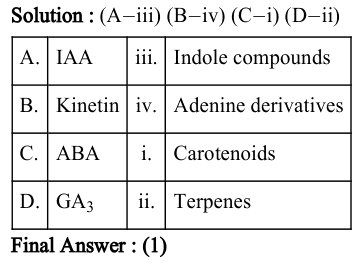 Solution : (A–iii) (B–iv) (C–i) (D–ii)
A. IAA iii. Indole compounds
B. Kinetin iv. Adenine derivatives
C. ABA i. Carotenoids
D. GA₃ ii. Terpenes
Final Answer : (1)